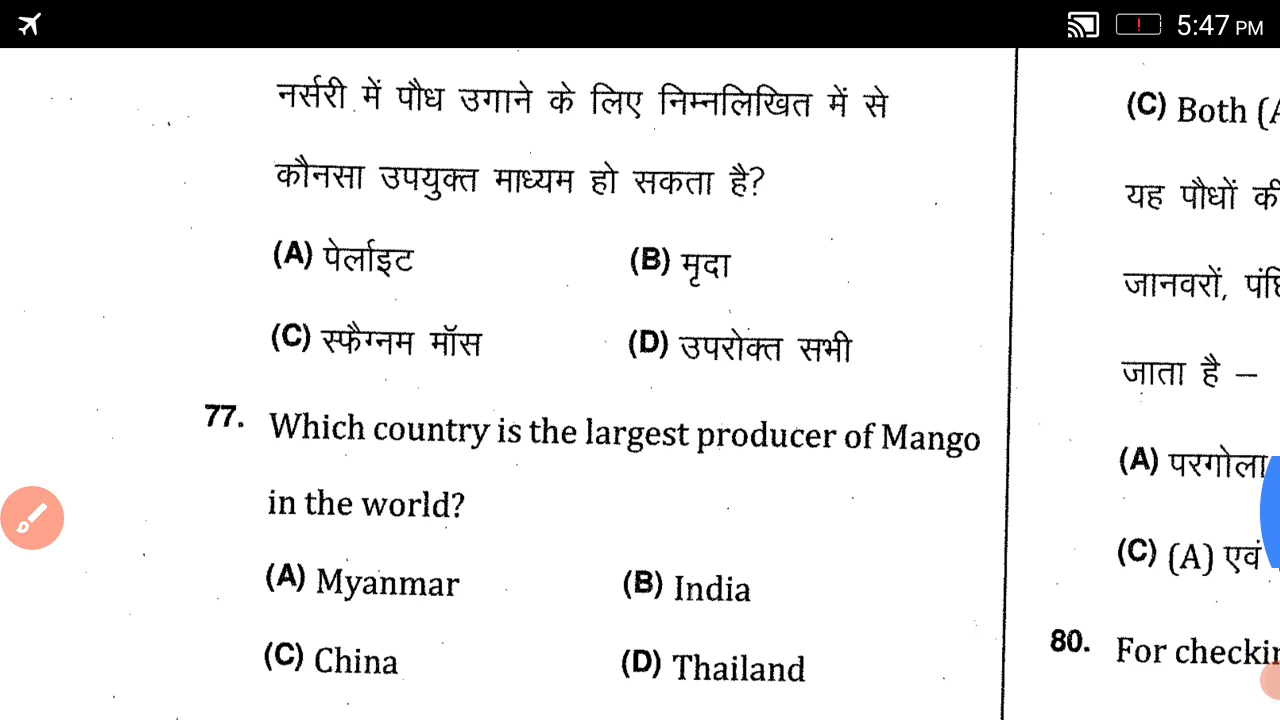 5:47 PM
नर्सरी में पौध उगाने के लिए निम्नलिखित में से
कौनसा उपयुक्त माध्यम हो सकता है?
(A) पेर्लाइट (B) मृदा
(C) स्फैग्नम मॉस (D) उपरोक्त सभी
77. Which country is the largest producer of Mango
in the world?
(A) Myanmar (B) India
(C) China (D) Thailand
(C) Both (A
यह पौधों की
जानवरों,
जाता है –
(A) परगोला
(C) (A) एवं
80. For checkin